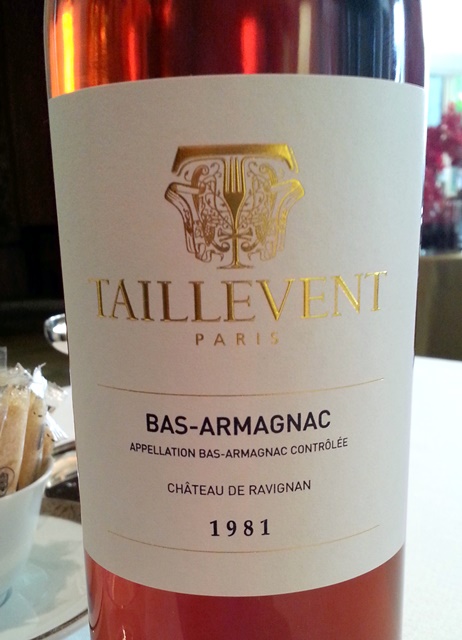 TAILLEVENT
PARIS
BAS-ARMAGNAC
APPELLATION BAS-ARMAGNAC CONTRÔLÉE
CHÂTEAU DE RAVIGNAN
1981